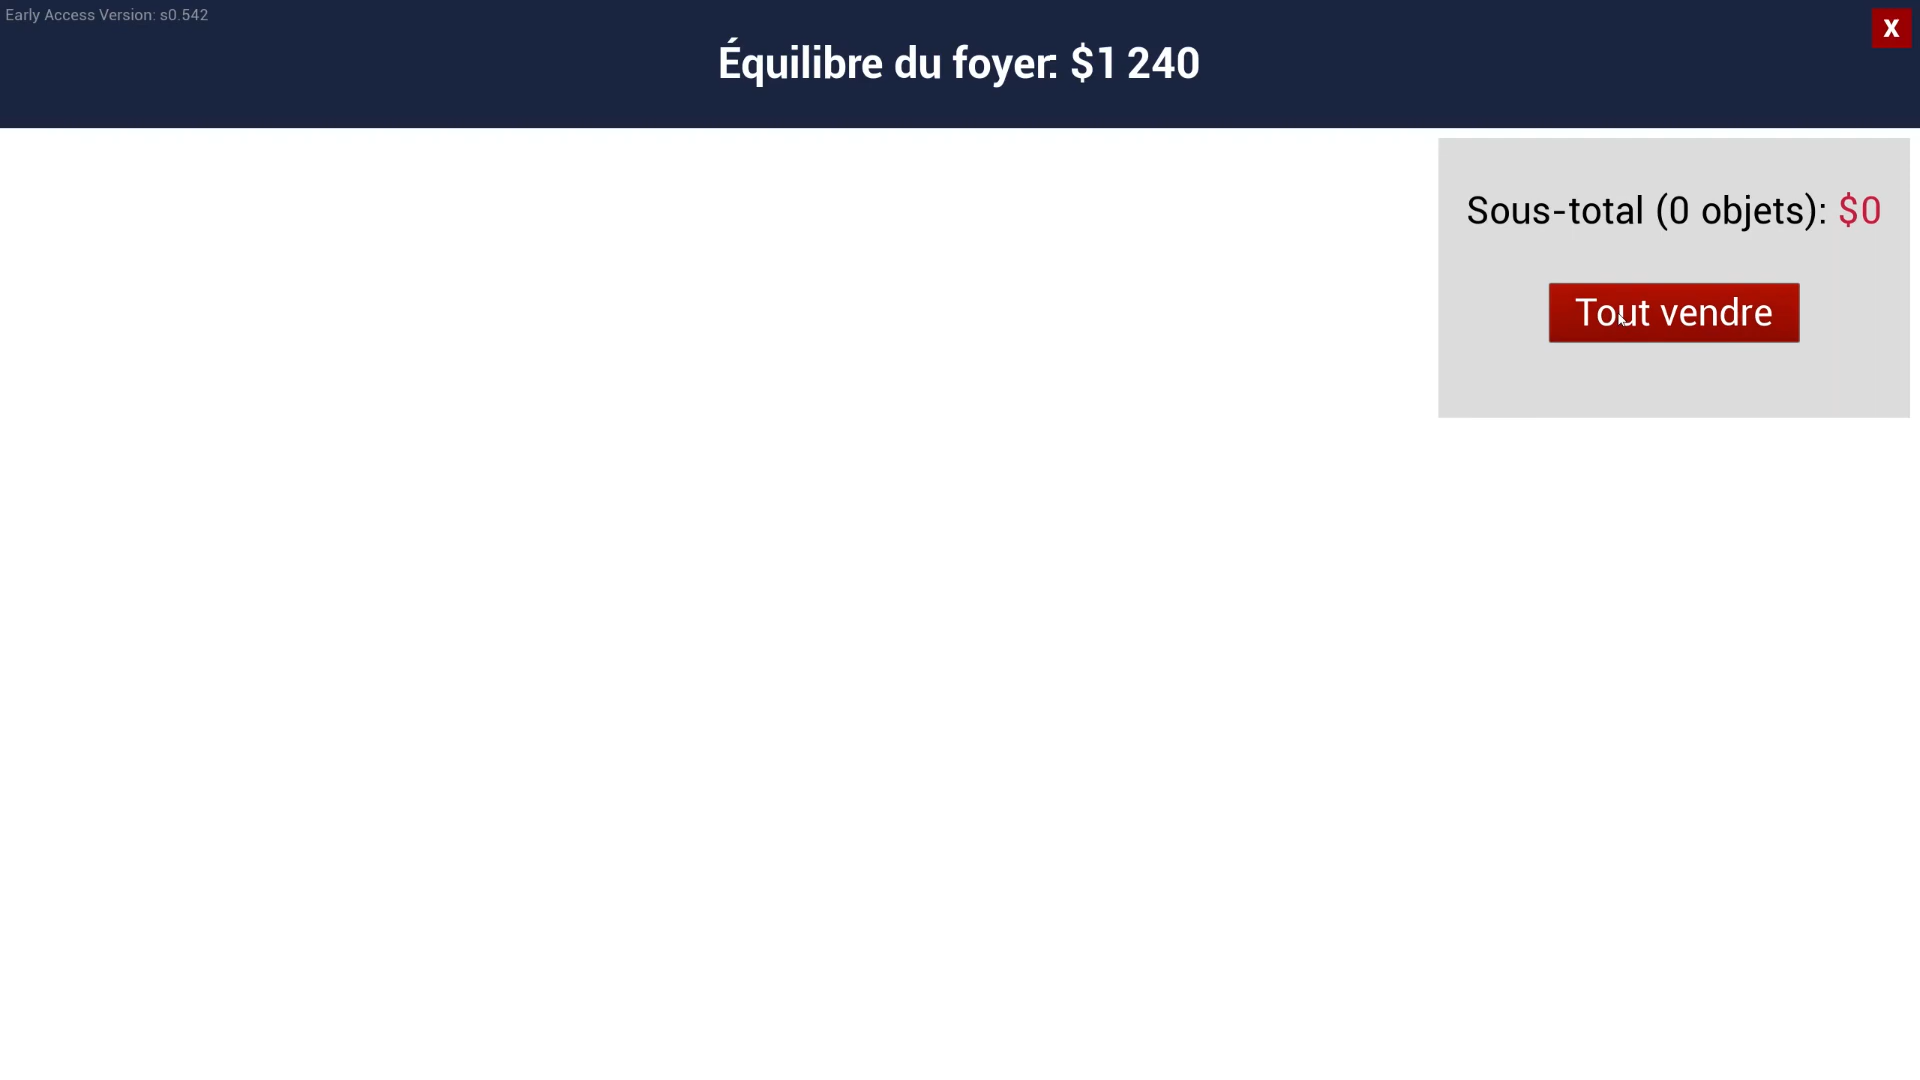 Early Access Version: s0.542
X
Équilibre du foyer: $1 240
Sous-total (0 objets): $0
Tout vendre